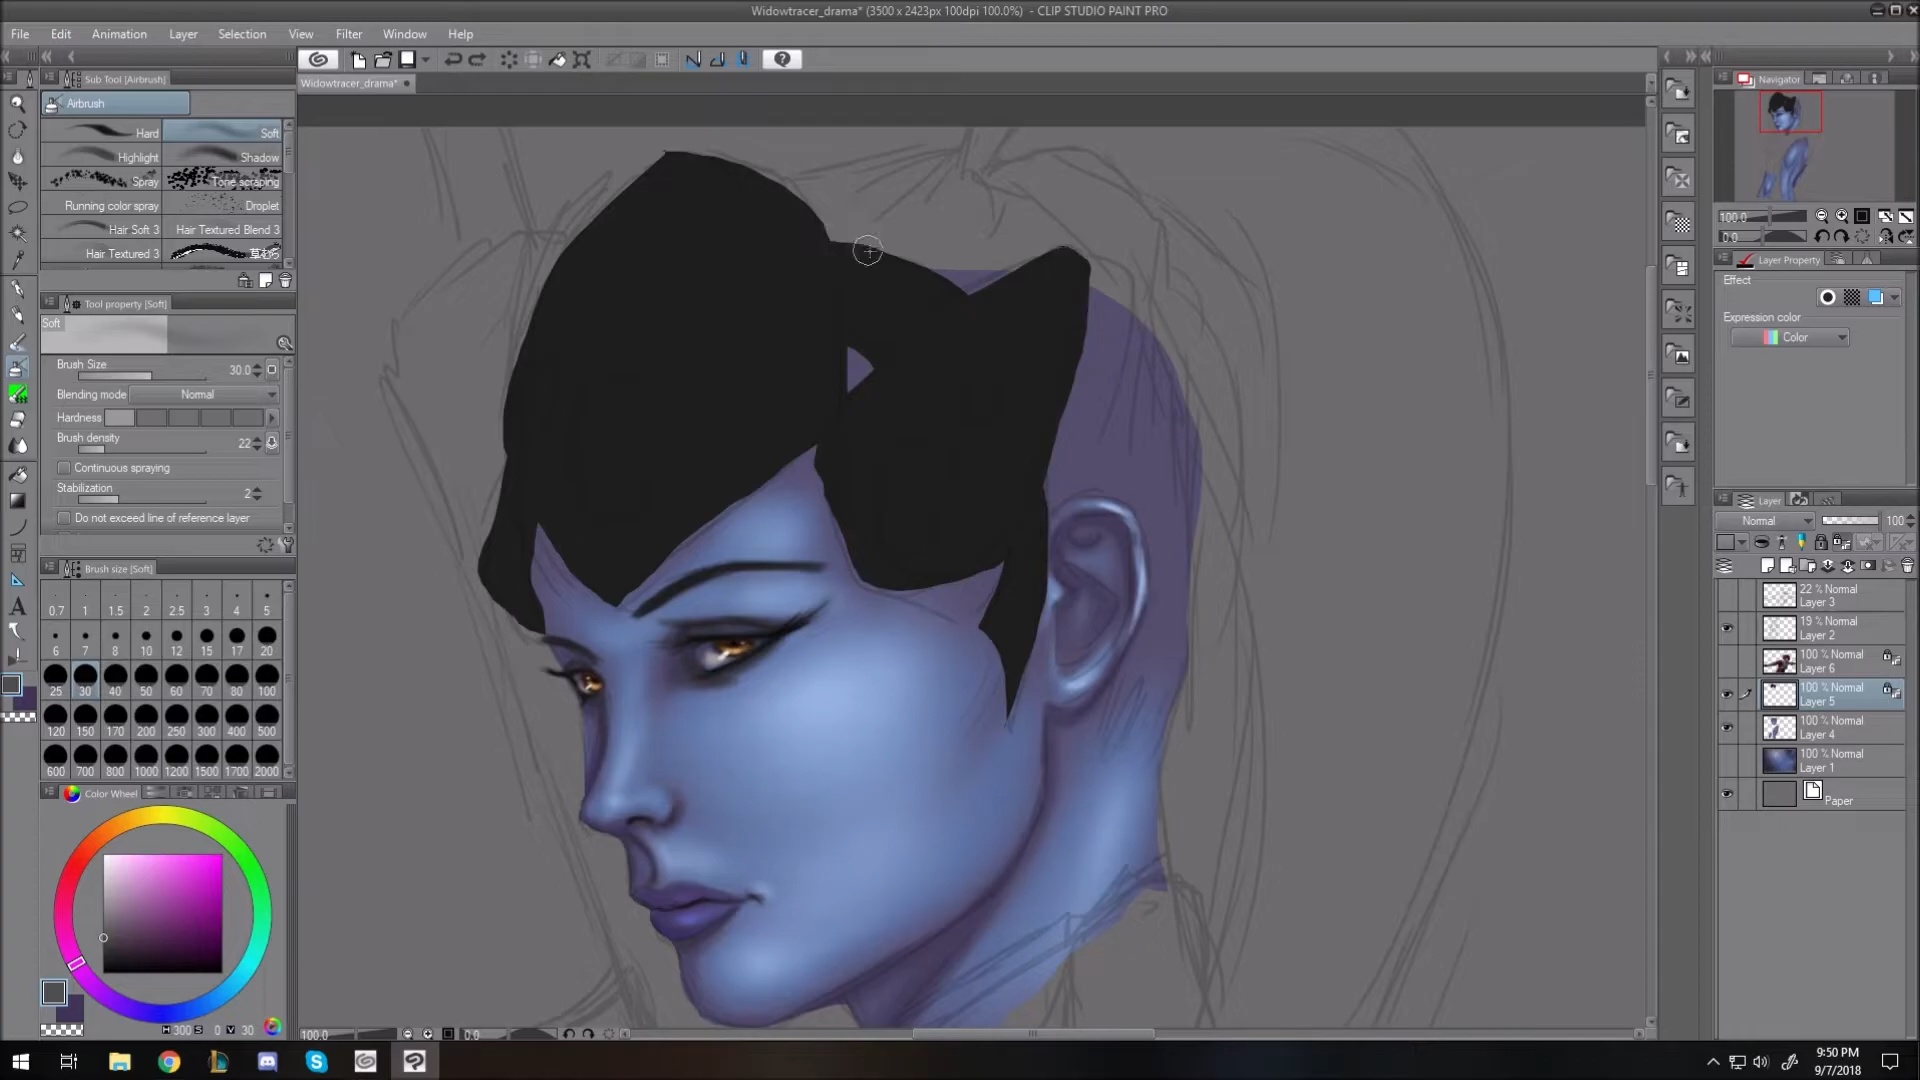 Widowtracer_drama* (3500 x 2423px 100dpi 100.0%) - CLIP STUDIO PAINT PRO
File Edit Animation Layer Selection View Filter Window Help
Sub Tool [Airbrush]
Widowtracer_drama*
Airbrush
Hard Soft
Highlight Shadow
Spray Tone scraping
Running color spray Droplet
Hair Soft 3 Hair Textured Blend 3
Hair Textured 3
Tool property [Soft]
Soft
Brush Size 30.0
Blending mode Normal
Hardness
Brush density 22
Continuous spraying
Stabilization 2
Do not exceed line of reference layer
Brush size [Soft]
0.7 1 1.5 2 2.5 3 4 5
6 7 8 10 12 15 17 20
25 30 40 50 60 70 80 100
120 150 170 200 250 300 400 500
600 700 800 1000 1200 1500 1700 2000
Color Wheel
H 300 S 0 V 30
100.0 0.0
Navigator
100.0
0.0
Layer Property
Effect
Expression color
Color
Layer
Normal 100
22 % Normal
Layer 3
19 % Normal
Layer 2
100 % Normal
Layer 6
100 % Normal
Layer 5
100 % Normal
Layer 4
100 % Normal
Layer 1
Paper
9:50 PM
9/7/2018